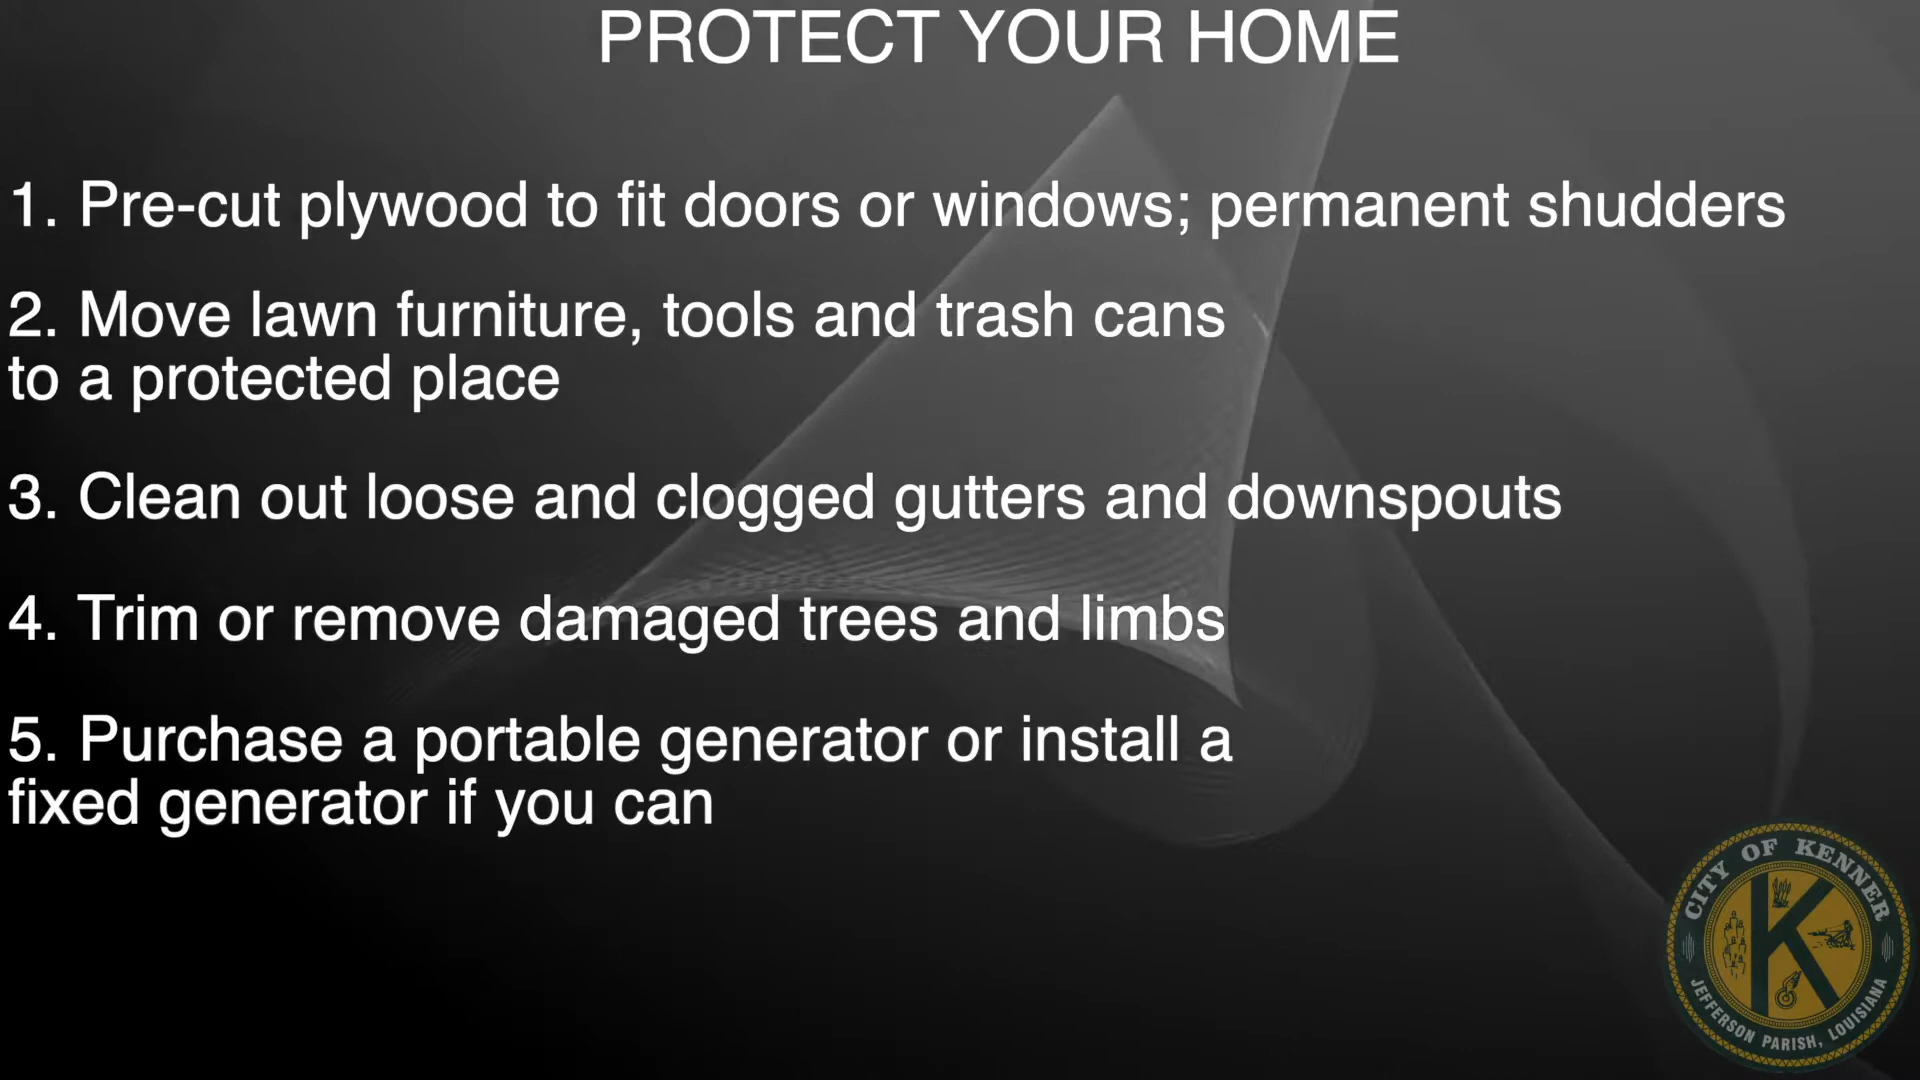 PROTECT YOUR HOME
1. Pre-cut plywood to fit doors or windows; permanent shudders
2. Move lawn furniture, tools and trash cans
to a protected place
3. Clean out loose and clogged gutters and downspouts
4. Trim or remove damaged trees and limbs
5. Purchase a portable generator or install a
fixed generator if you can
CITY OF KENNER
K
JEFFERSON PARISH, LOUISIANA